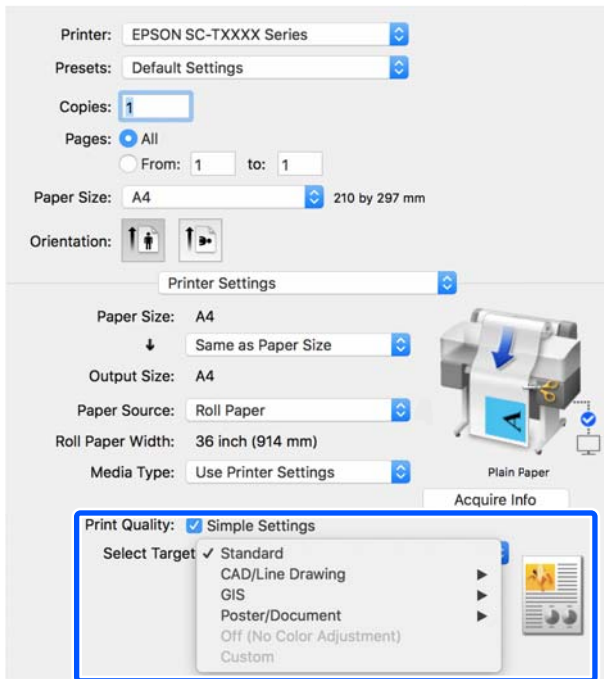 Printer: EPSON SC-TXXXX Series
Presets: Default Settings
Copies: 1
Pages: All
From: 1 to: 1
Paper Size: A4 210 by 297 mm
Orientation:
Printer Settings
Paper Size: A4
Same as Paper Size
Output Size: A4
Paper Source: Roll Paper
Roll Paper Width: 36 inch (914 mm)
Media Type: Use Printer Settings
A
Plain Paper
Acquire Info
Print Quality: Simple Settings
Select Target
Standard
CAD/Line Drawing
GIS
Poster/Document
Off (No Color Adjustment)
Custom